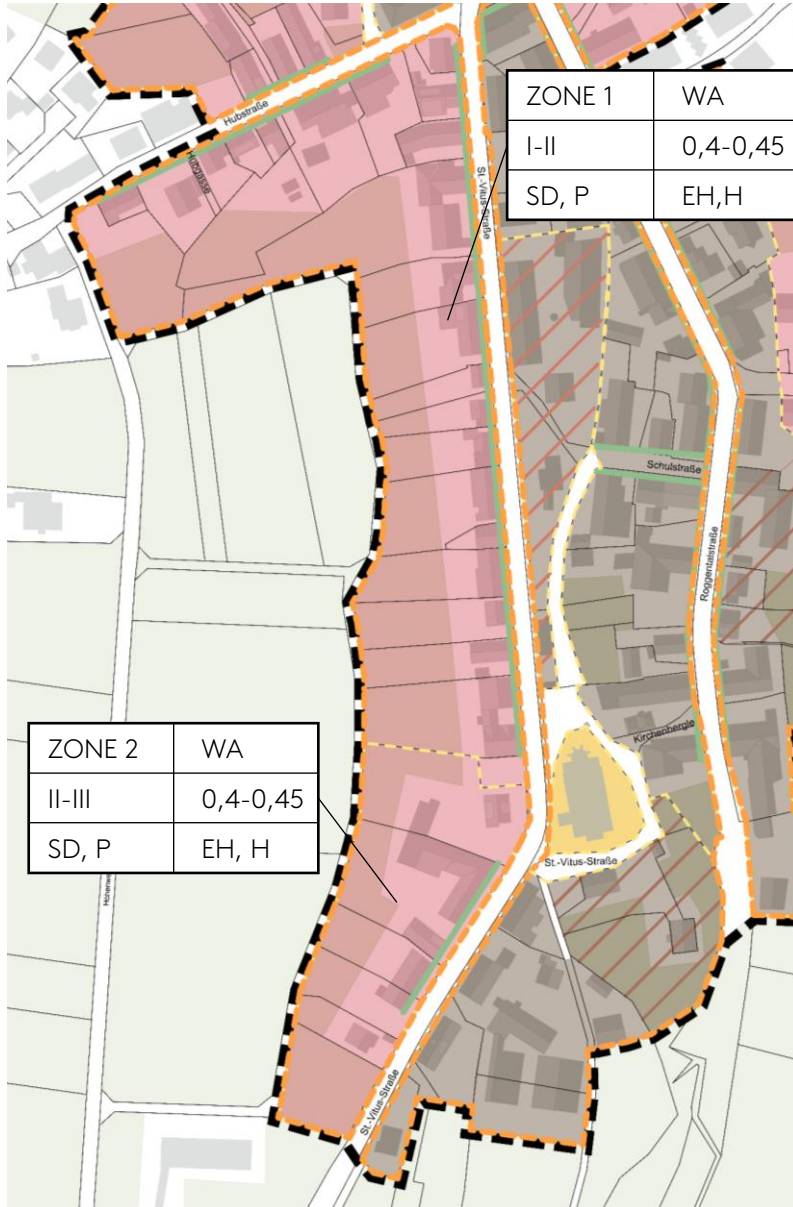 Hubstraße
Hubgasse
St.-Vitus-Straße
ZONE 1 WA
I-II 0,4-0,45
SD, P EH,H
Schulstraße
Roggentalstraße
Kirchenbergle
ZONE 2 WA
II-III 0,4-0,45
SD, P EH, H
St.-Vitus-Straße
St.-Vitus-Straße